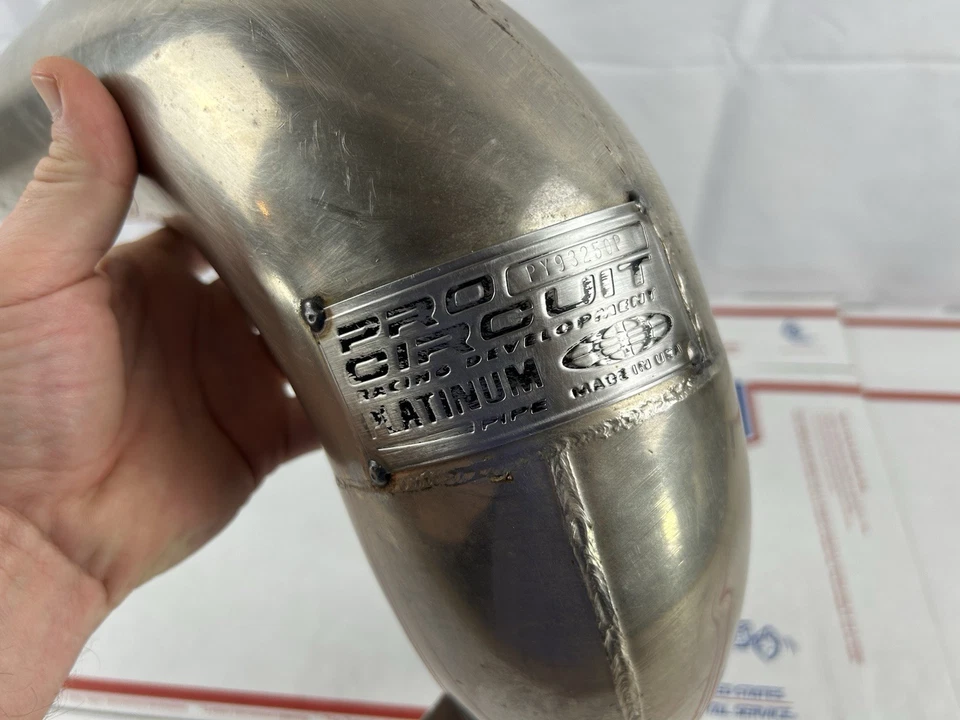 PY93250P
PRO
CIRCUIT
RACING DEVELOPMENT
PLATINUM
PIPE
MADE IN USA